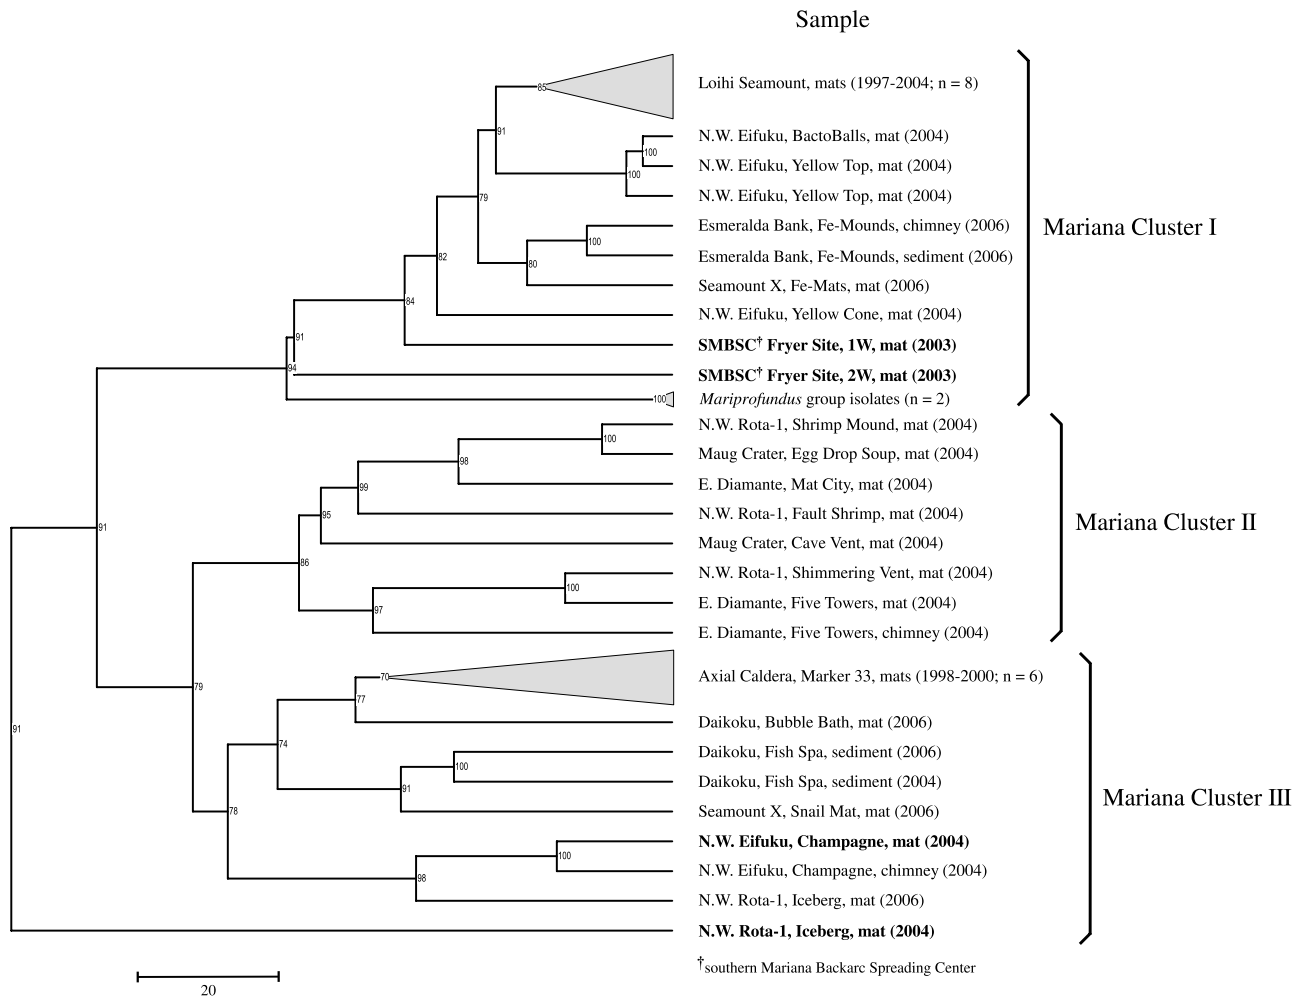 Sample
85
Loihi Seamount, mats (1997-2004; n = 8)
91
N.W. Eifuku, BactoBalls, mat (2004)
100
N.W. Eifuku, Yellow Top, mat (2004)
100
N.W. Eifuku, Yellow Top, mat (2004)
79
Esmeralda Bank, Fe-Mounds, chimney (2006)
Mariana Cluster I
100
Esmeralda Bank, Fe-Mounds, sediment (2006)
82
80
Seamount X, Fe-Mats, mat (2006)
84
N.W. Eifuku, Yellow Cone, mat (2004)
91
SMBSC† Fryer Site, 1W, mat (2003)
94
SMBSC† Fryer Site, 2W, mat (2003)
100
Mariprofundus group isolates (n = 2)
N.W. Rota-1, Shrimp Mound, mat (2004)
100
Maug Crater, Egg Drop Soup, mat (2004)
98
E. Diamante, Mat City, mat (2004)
99
N.W. Rota-1, Fault Shrimp, mat (2004)
95
Mariana Cluster II
91
Maug Crater, Cave Vent, mat (2004)
86
N.W. Rota-1, Shimmering Vent, mat (2004)
100
E. Diamante, Five Towers, mat (2004)
97
E. Diamante, Five Towers, chimney (2004)
70
Axial Caldera, Marker 33, mats (1998-2000; n = 6)
79
77
Daikoku, Bubble Bath, mat (2006)
91
74
Daikoku, Fish Spa, sediment (2006)
100
Daikoku, Fish Spa, sediment (2004)
91
Mariana Cluster III
78
Seamount X, Snail Mat, mat (2006)
N.W. Eifuku, Champagne, mat (2004)
100
N.W. Eifuku, Champagne, chimney (2004)
98
N.W. Rota-1, Iceberg, mat (2006)
N.W. Rota-1, Iceberg, mat (2004)
†southern Mariana Backarc Spreading Center
20